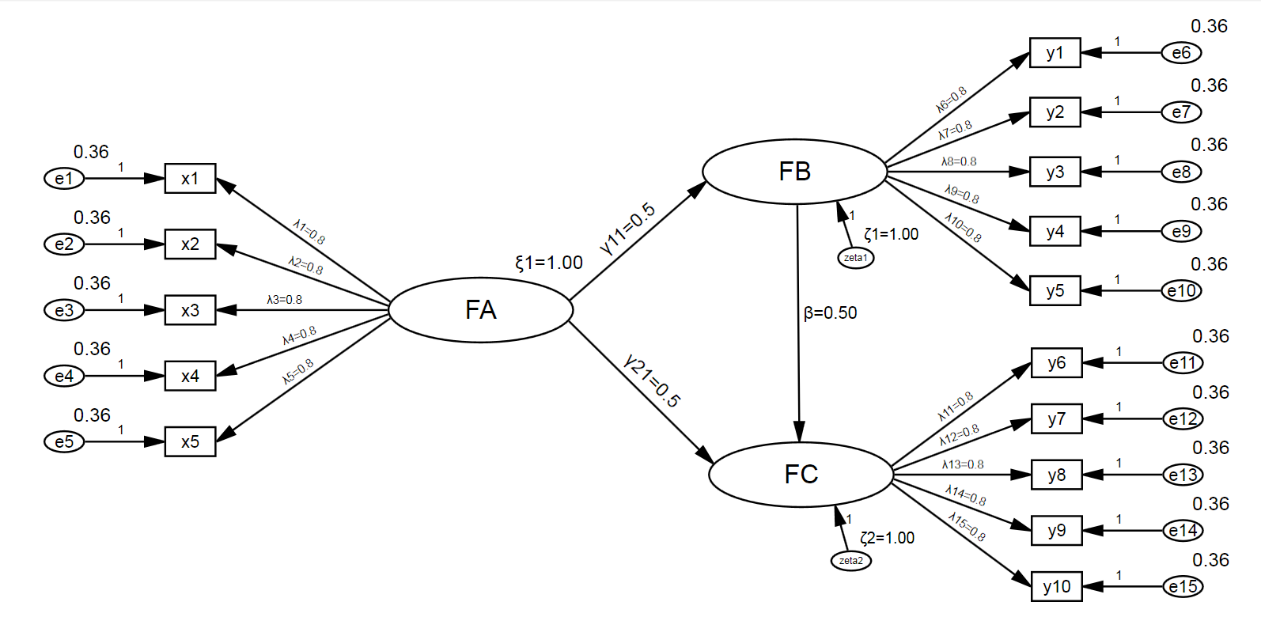 0.36
e1
1
x1
0.36
e2
1
x2
0.36
e3
1
x3
0.36
e4
1
x4
0.36
e5
1
x5
λ1=0.8
λ2=0.8
λ3=0.8
λ4=0.8
λ5=0.8
ξ1=1.00
FA
γ11=0.5
γ21=0.5
FB
1
ζ1=1.00
zeta1
β=0.50
FC
1
ζ2=1.00
zeta2
λ6=0.8
λ7=0.8
λ8=0.8
λ9=0.8
λ10=0.8
y1
1
e6
0.36
y2
1
e7
0.36
y3
1
e8
0.36
y4
1
e9
0.36
y5
1
e10
0.36
λ11=0.8
λ12=0.8
λ13=0.8
λ14=0.8
λ15=0.8
y6
1
e11
0.36
y7
1
e12
0.36
y8
1
e13
0.36
y9
1
e14
0.36
y10
1
e15
0.36